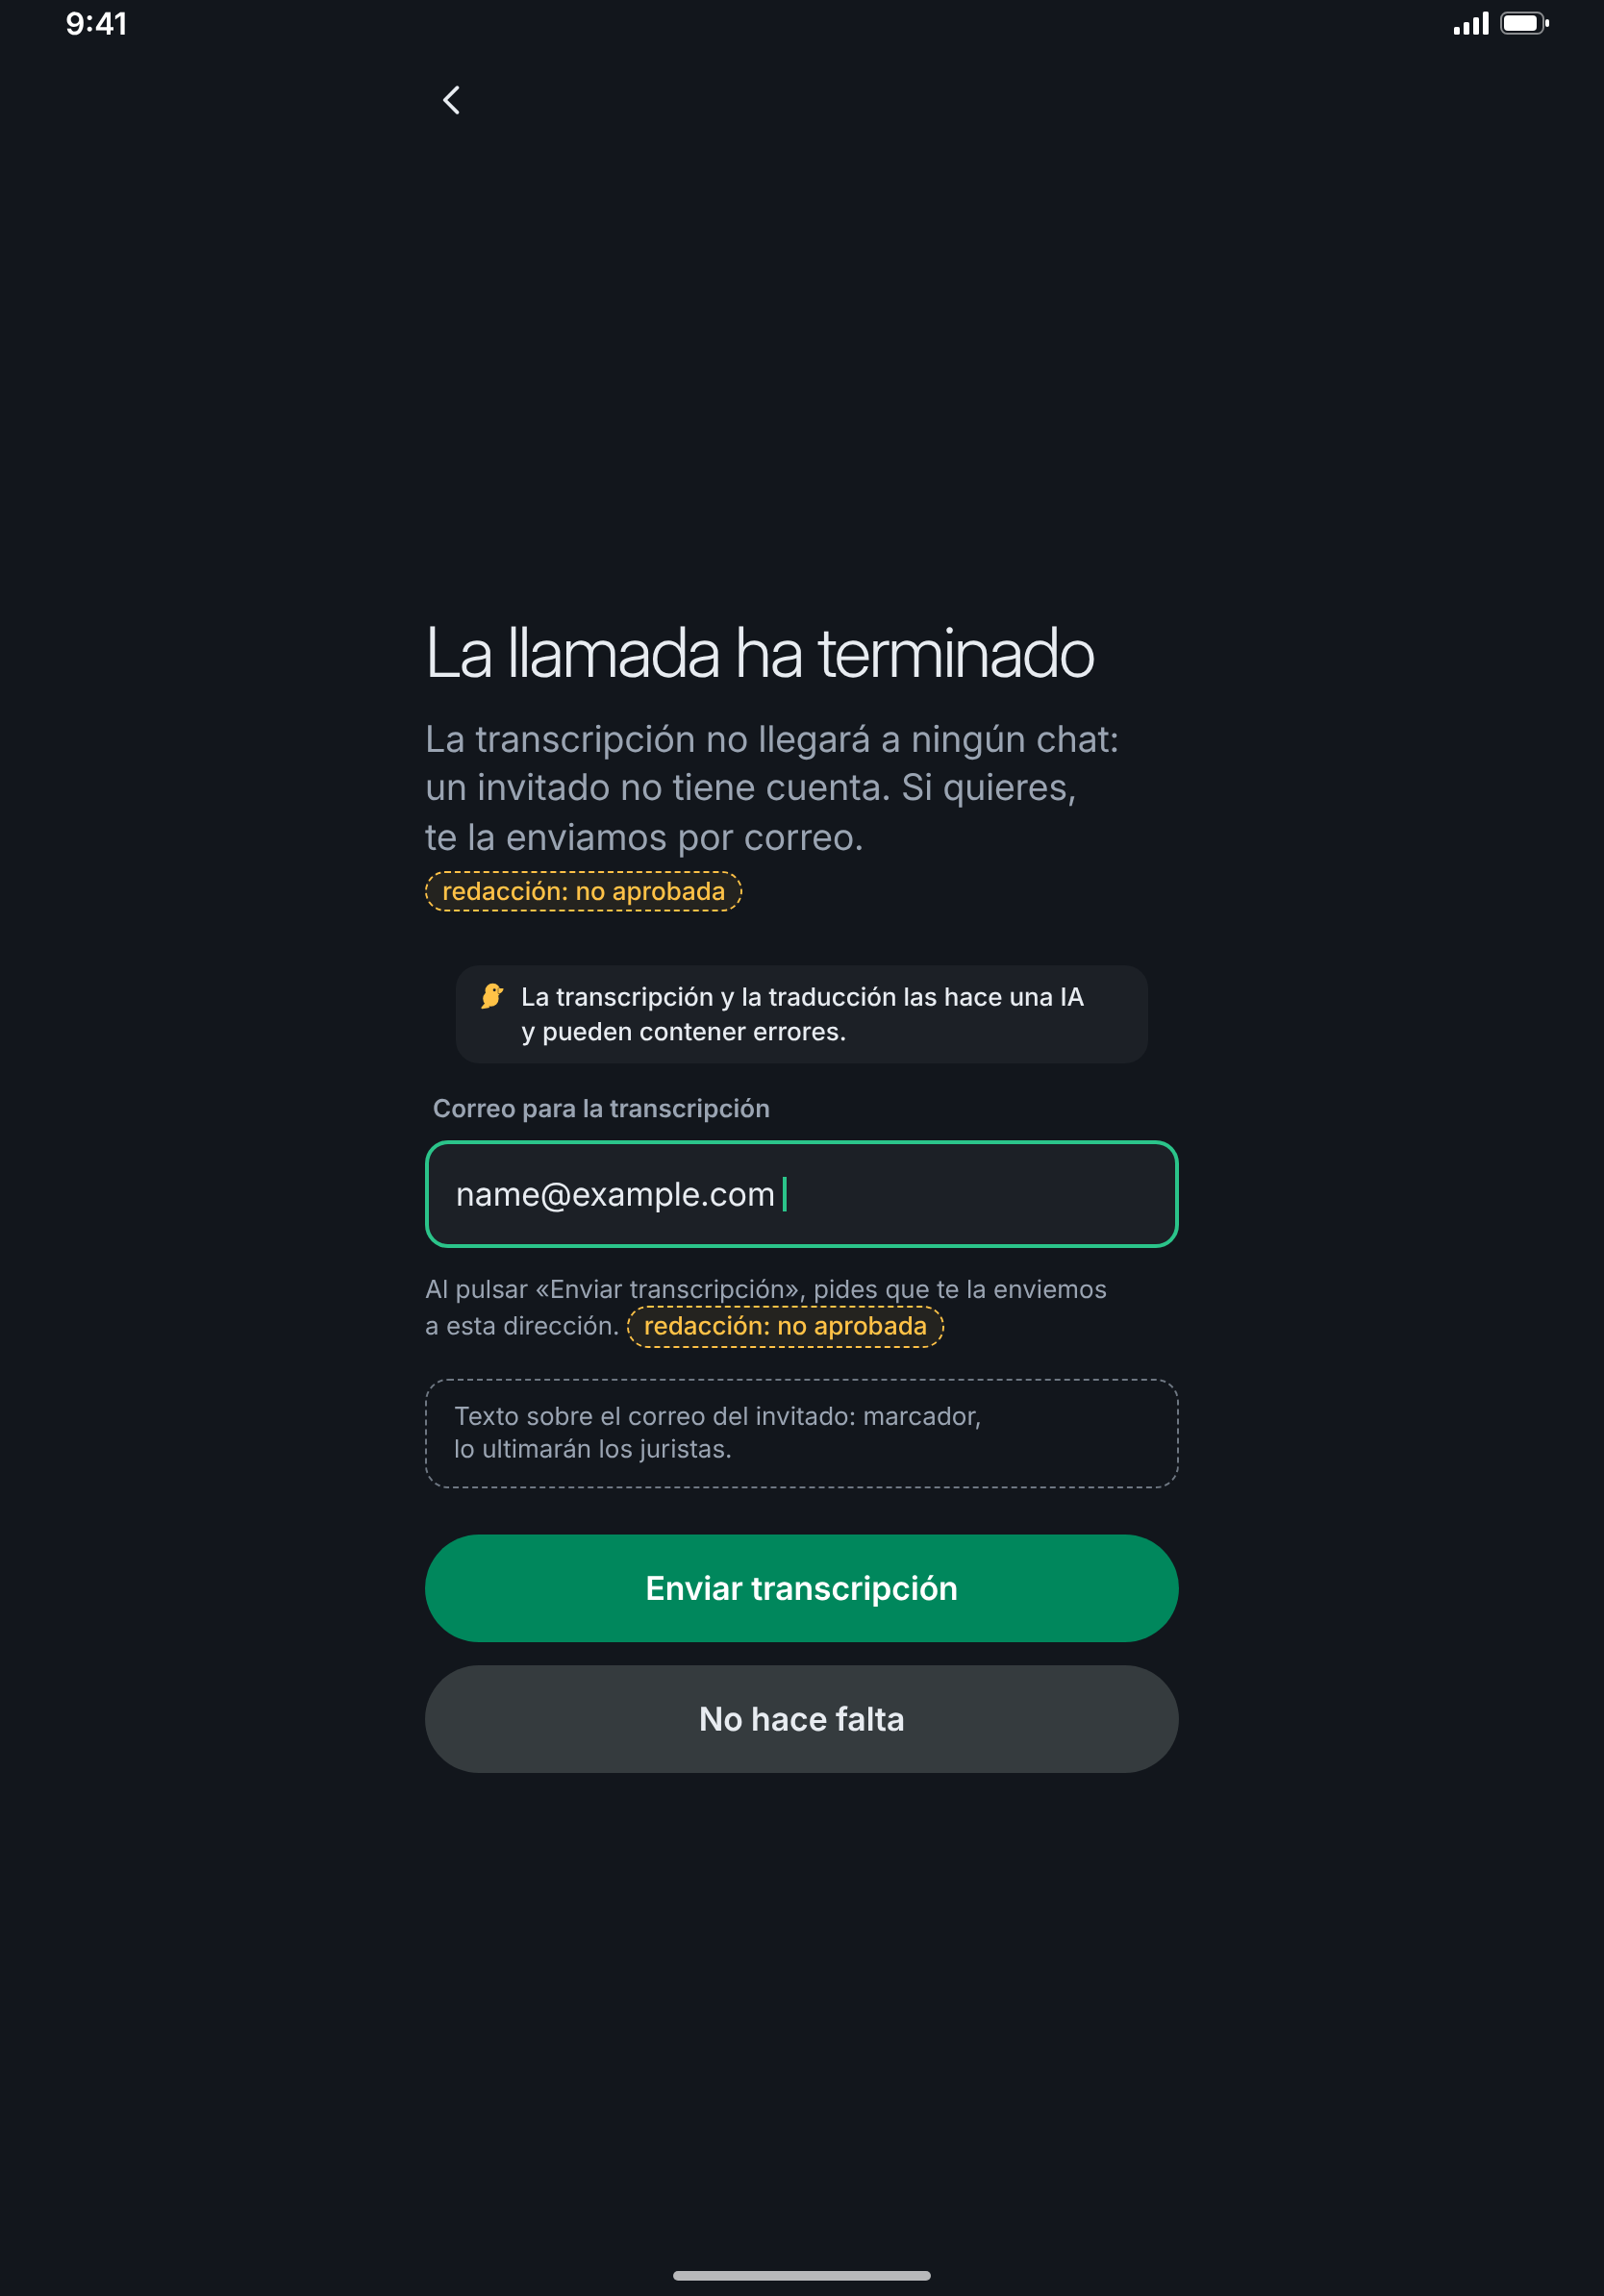 9:41
La llamada ha terminado
La transcripción no llegará a ningún chat:
un invitado no tiene cuenta. Si quieres,
te la enviamos por correo.
redacción: no aprobada
La transcripción y la traducción las hace una IA
y pueden contener errores.
Correo para la transcripción
name@example.com
Al pulsar «Enviar transcripción», pides que te la enviemos
a esta dirección. redacción: no aprobada
Texto sobre el correo del invitado: marcador,
lo ultimarán los juristas.
Enviar transcripción
No hace falta